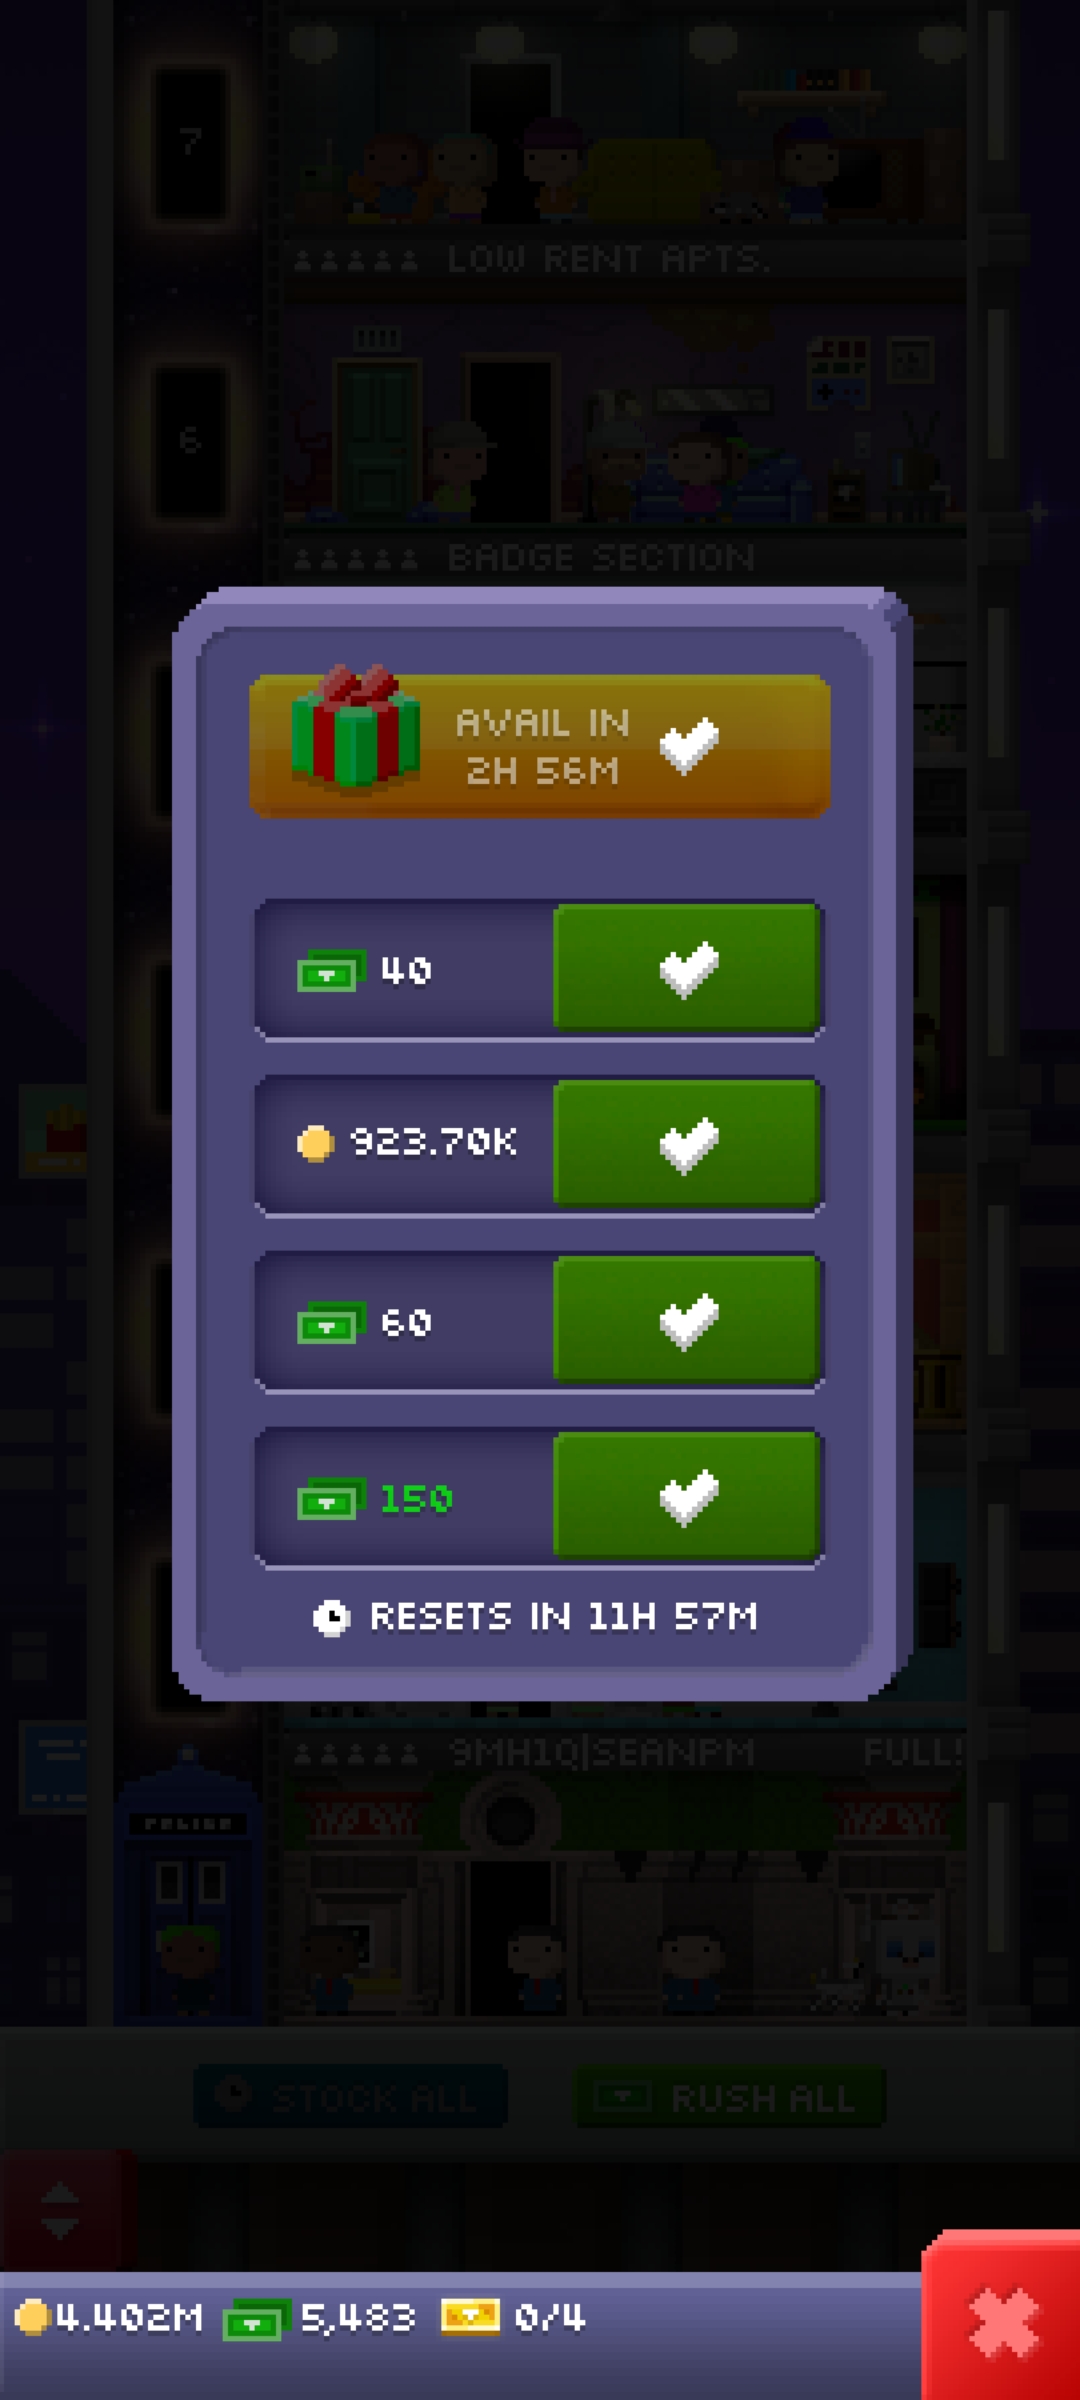 7
LOW RENT APTS.
6
BADGE SECTION
AVAIL IN
2H 56M
40
923.70K
60
150
RESETS IN 11H 57M
9MH1Q|SEANPM FULL!
POLICE
STOCK ALL RUSH ALL
4.402M 5,483 0/4